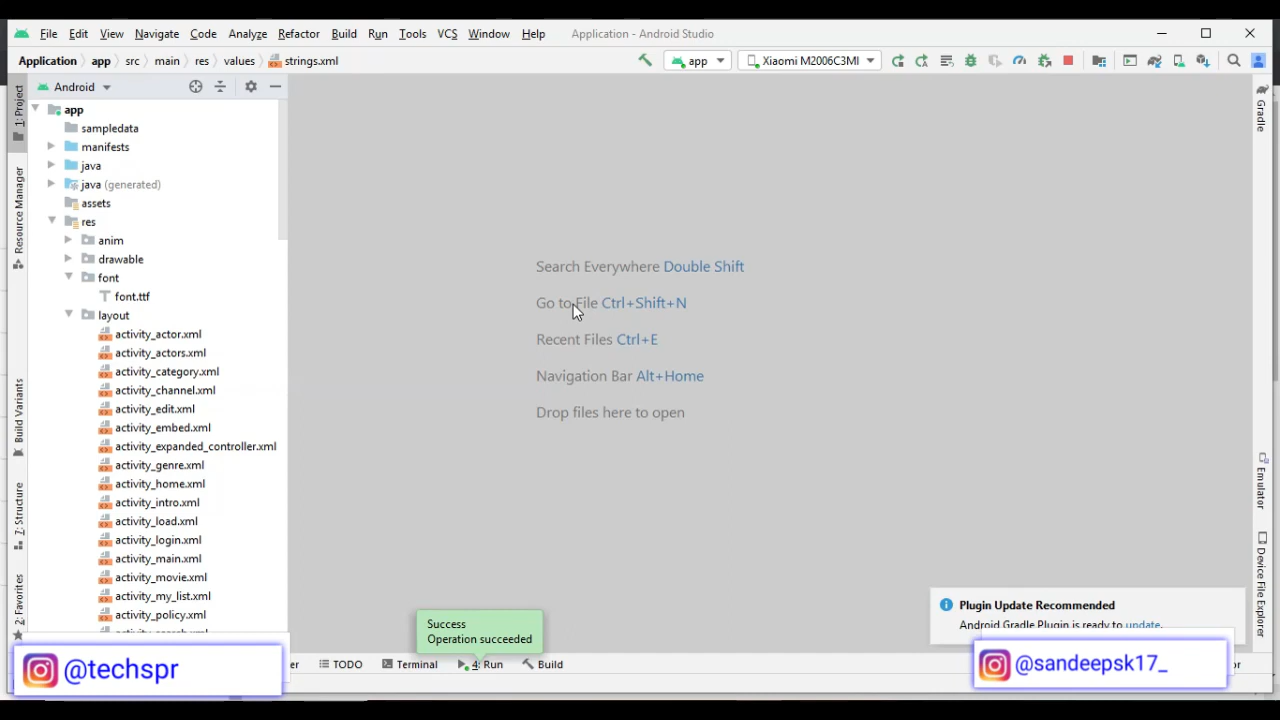 File Edit View Navigate Code Analyze Refactor Build Run Tools VCS Window Help Application - Android Studio
Application app src main res values strings.xml app Xiaomi M2006C3MI
Android
1: Project
Resource Manager
Build Variants
7: Structure
2: Favorites
app
sampledata
manifests
java
java (generated)
assets
res
anim
drawable
font
font.ttf
layout
activity_actor.xml
activity_actors.xml
activity_category.xml
activity_channel.xml
activity_edit.xml
activity_embed.xml
activity_expanded_controller.xml
activity_genre.xml
activity_home.xml
activity_intro.xml
activity_load.xml
activity_login.xml
activity_main.xml
activity_movie.xml
activity_my_list.xml
activity_policy.xml
Search Everywhere Double Shift
Go to File Ctrl+Shift+N
Recent Files Ctrl+E
Navigation Bar Alt+Home
Drop files here to open
Gradle
Emulator
Device File Explorer
Success
Operation succeeded
Plugin Update Recommended
Android Gradle Plugin is ready to update.
TODO Terminal 4: Run Build
@techspr
@sandeepsk17_